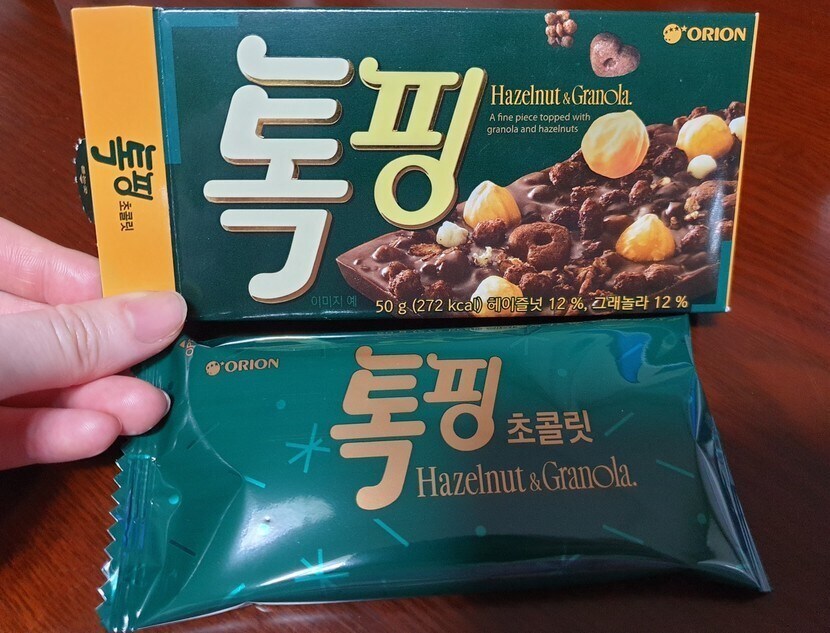 톡핑
초콜릿
ORION
톡핑
Hazelnut & Granola.
A fine piece topped with
granola and hazelnuts
이미지 예
50 g (272 kcal) 헤이즐넛 12 %, 그래놀라 12 %
ORION
톡핑
초콜릿
Hazelnut & Granola.